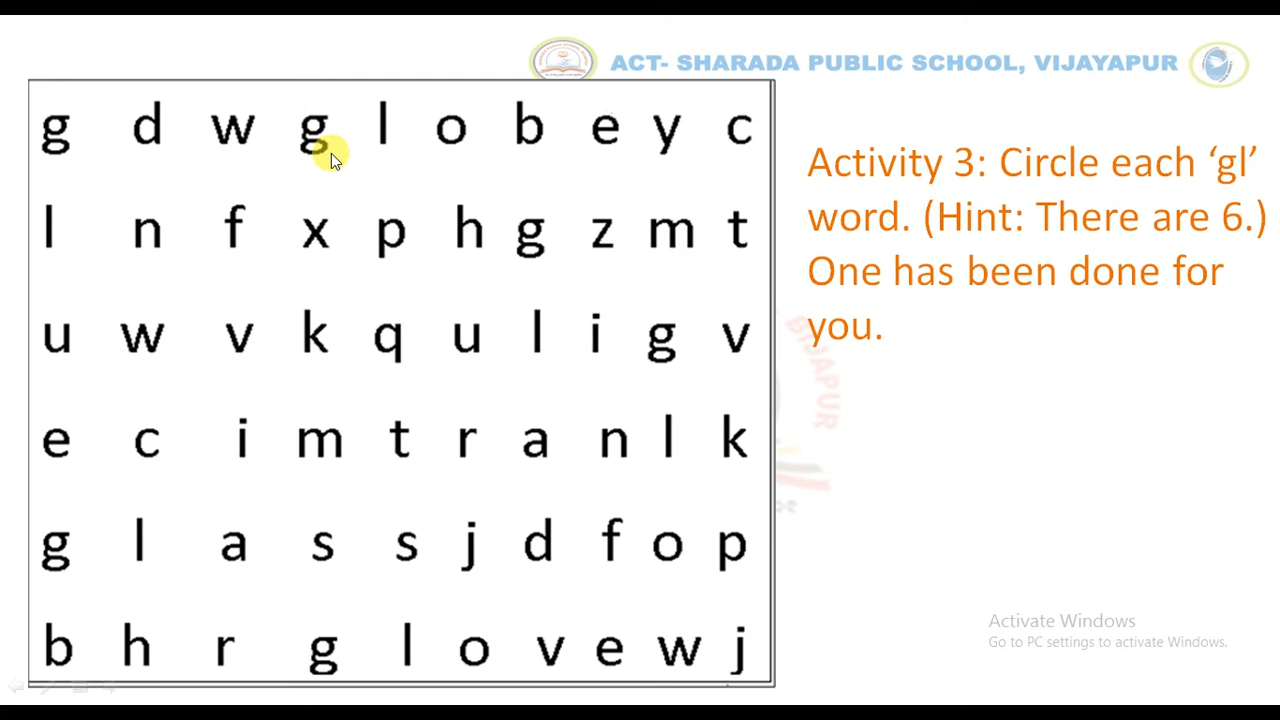 ACT- SHARADA PUBLIC SCHOOL, VIJAYAPUR
g d w g l o b e y c
l n f x p h g z m t
u w v k q u l i g v
e c i m t r a n l k
g l a s s j d f o p
b h r g l o v e w j
Activity 3: Circle each ‘gl’
word. (Hint: There are 6.)
One has been done for
you.
BIJAPUR
Activate Windows
Go to PC settings to activate Windows.